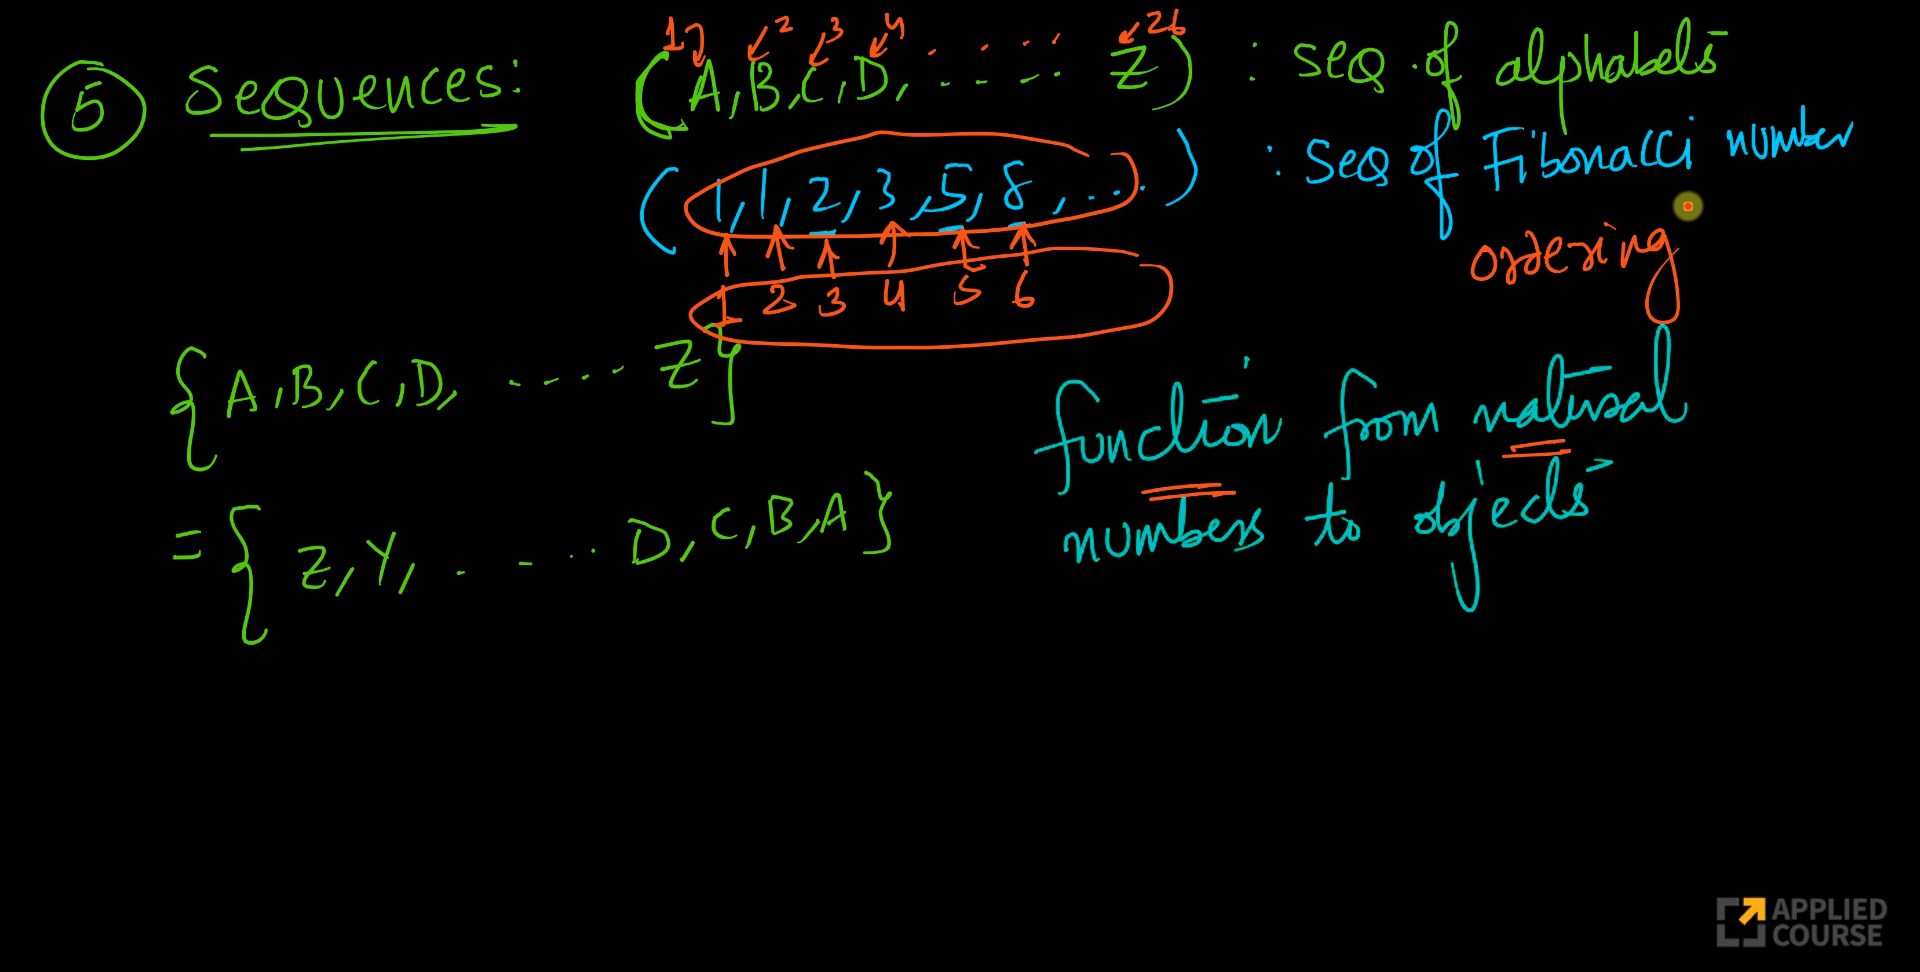 1 2 3 4 26
5 Sequences: (A, B, C, D, ..... Z) : seq. of alphabets
(1, 1, 2, 3, 5, 8, ...) : seq of Fibonacci number
ordering
1 2 3 4 5 6
{A, B, C, D, ..... Z}
function from natural
numbers to objects
= {Z, Y, ..... D, C, B, A}
APPLIED
COURSE